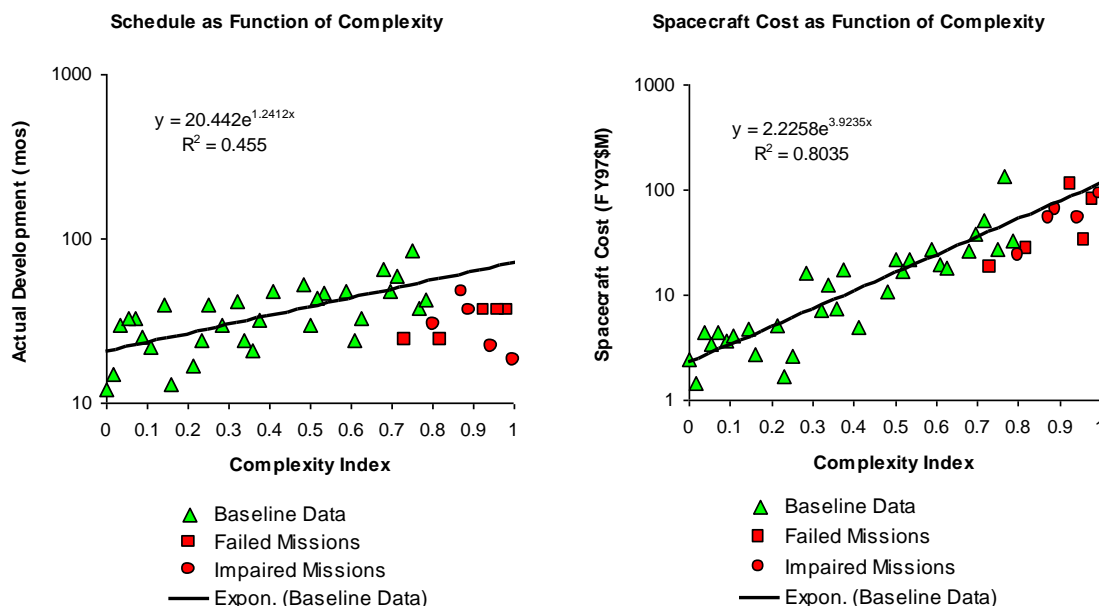 Schedule as Function of Complexity
1000
100
10
Actual Development (mos)
y = 20.442e^1.2412x
R² = 0.455
0 0.1 0.2 0.3 0.4 0.5 0.6 0.7 0.8 0.9 1
Complexity Index
Baseline Data
Failed Missions
Impaired Missions
Expon. (Baseline Data)
Spacecraft Cost as Function of Complexity
1000
100
10
1
Spacecraft Cost (FY97$M)
y = 2.2258e^3.9235x
R² = 0.8035
0 0.1 0.2 0.3 0.4 0.5 0.6 0.7 0.8 0.9 1
Complexity Index
Baseline Data
Failed Missions
Impaired Missions
Expon. (Baseline Data)